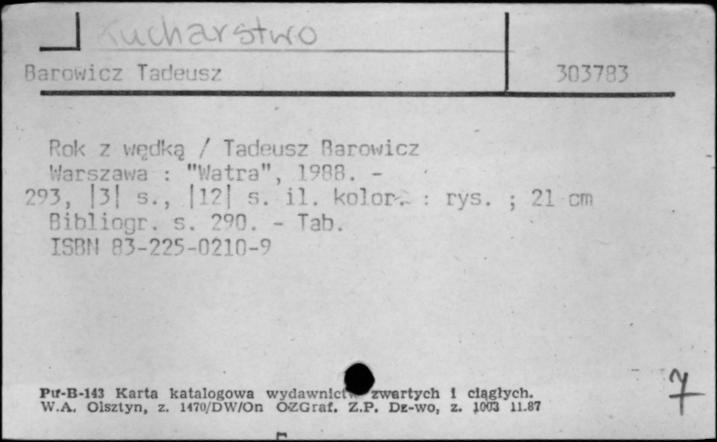 Kucharstwo
Barowicz Tadeusz 303783
Rok z wędką / Tadeusz Barowicz
Warszawa : "Watra", 1988. -
293, |3| s., |12| s. il. kolor. : rys. ; 21 cm
Bibliogr. s. 290. - Tab.
ISBN 83-225-0210-9
Pu-B-143 Karta katalogowa wydawnictw zwartych i ciągłych.
W.A. Olsztyn, z. 1470/DW/On OZGraf. Z.P. Dz-wo, z. 1003 11.87
7